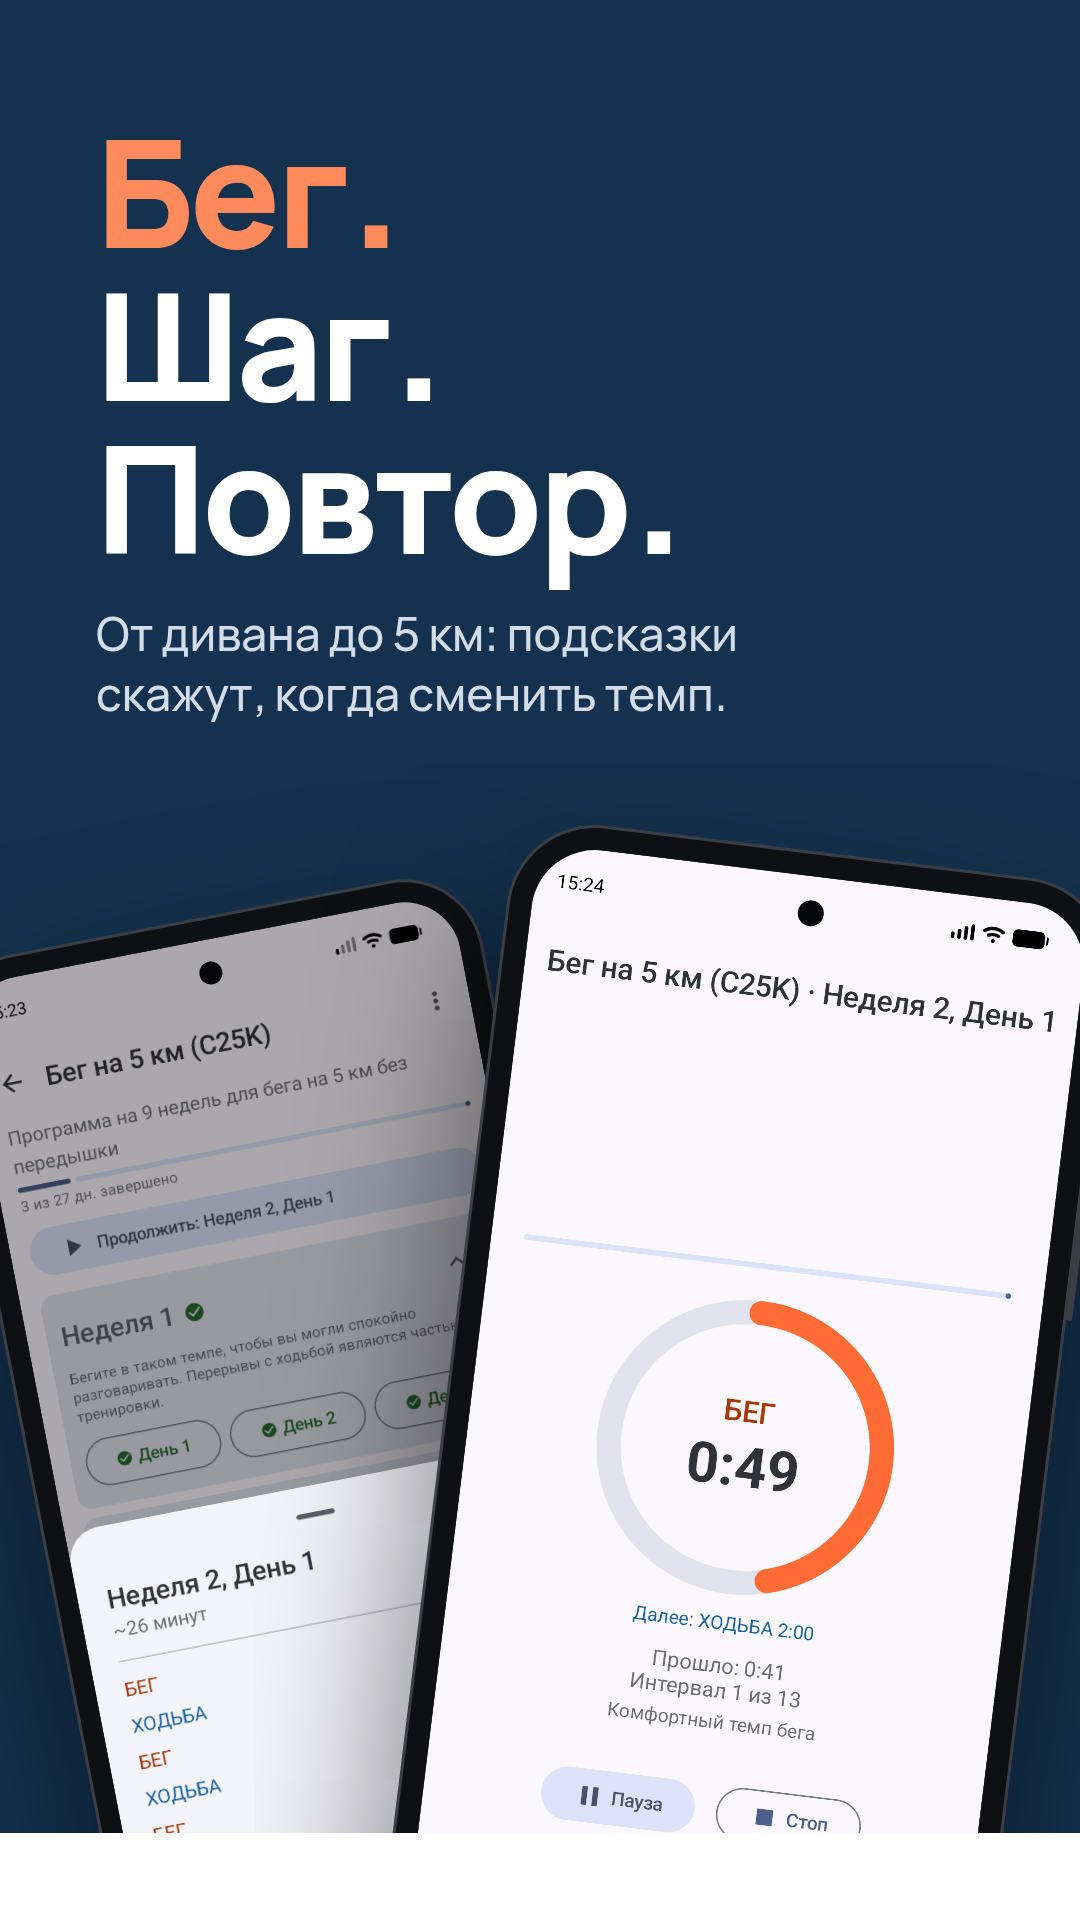 Бег.
Шаг.
Повтор.
От дивана до 5 км: подсказки
скажут, когда сменить темп.
5:23
Бег на 5 км (C25K)
Программа на 9 недель для бега на 5 км без
передышки
3 из 27 дн. завершено
Продолжить: Неделя 2, День 1
Неделя 1
Бегите в таком темпе, чтобы вы могли спокойно
разговаривать. Перерывы с ходьбой являются частью
тренировки.
День 1
День 2
Неделя 2, День 1
~26 минут
БЕГ
ХОДЬБА
БЕГ
ХОДЬБА
БЕГ
15:24
Бег на 5 км (C25K) · Неделя 2, День 1
БЕГ
0:49
Далее: ХОДЬБА 2:00
Прошло: 0:41
Интервал 1 из 13
Комфортный темп бега
Пауза
Стоп